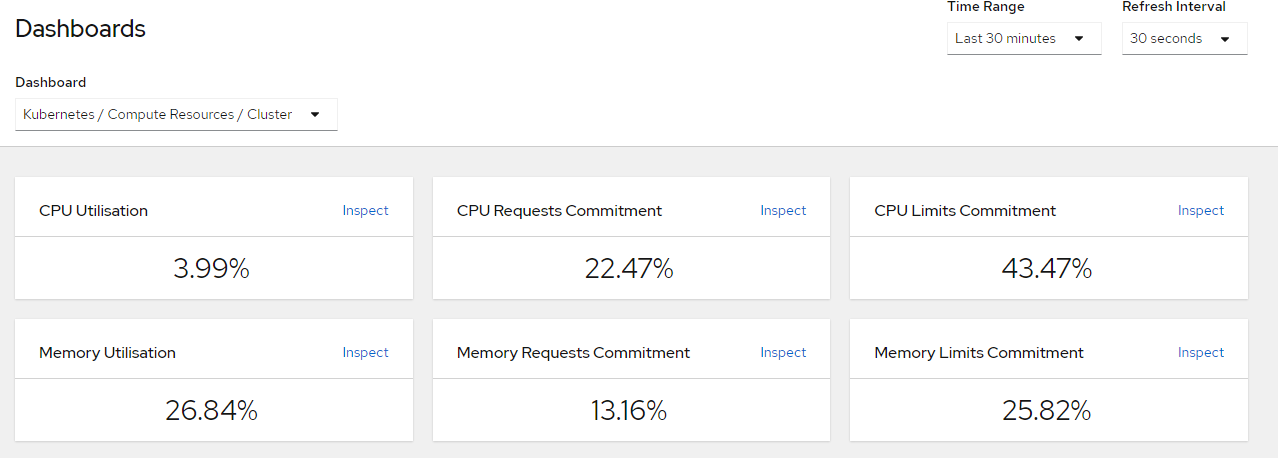 Dashboards
Time Range
Refresh Interval
Last 30 minutes
30 seconds
Dashboard
Kubernetes / Compute Resources / Cluster
CPU Utilisation Inspect
3.99%
CPU Requests Commitment Inspect
22.47%
CPU Limits Commitment Inspect
43.47%
Memory Utilisation Inspect
26.84%
Memory Requests Commitment Inspect
13.16%
Memory Limits Commitment Inspect
25.82%